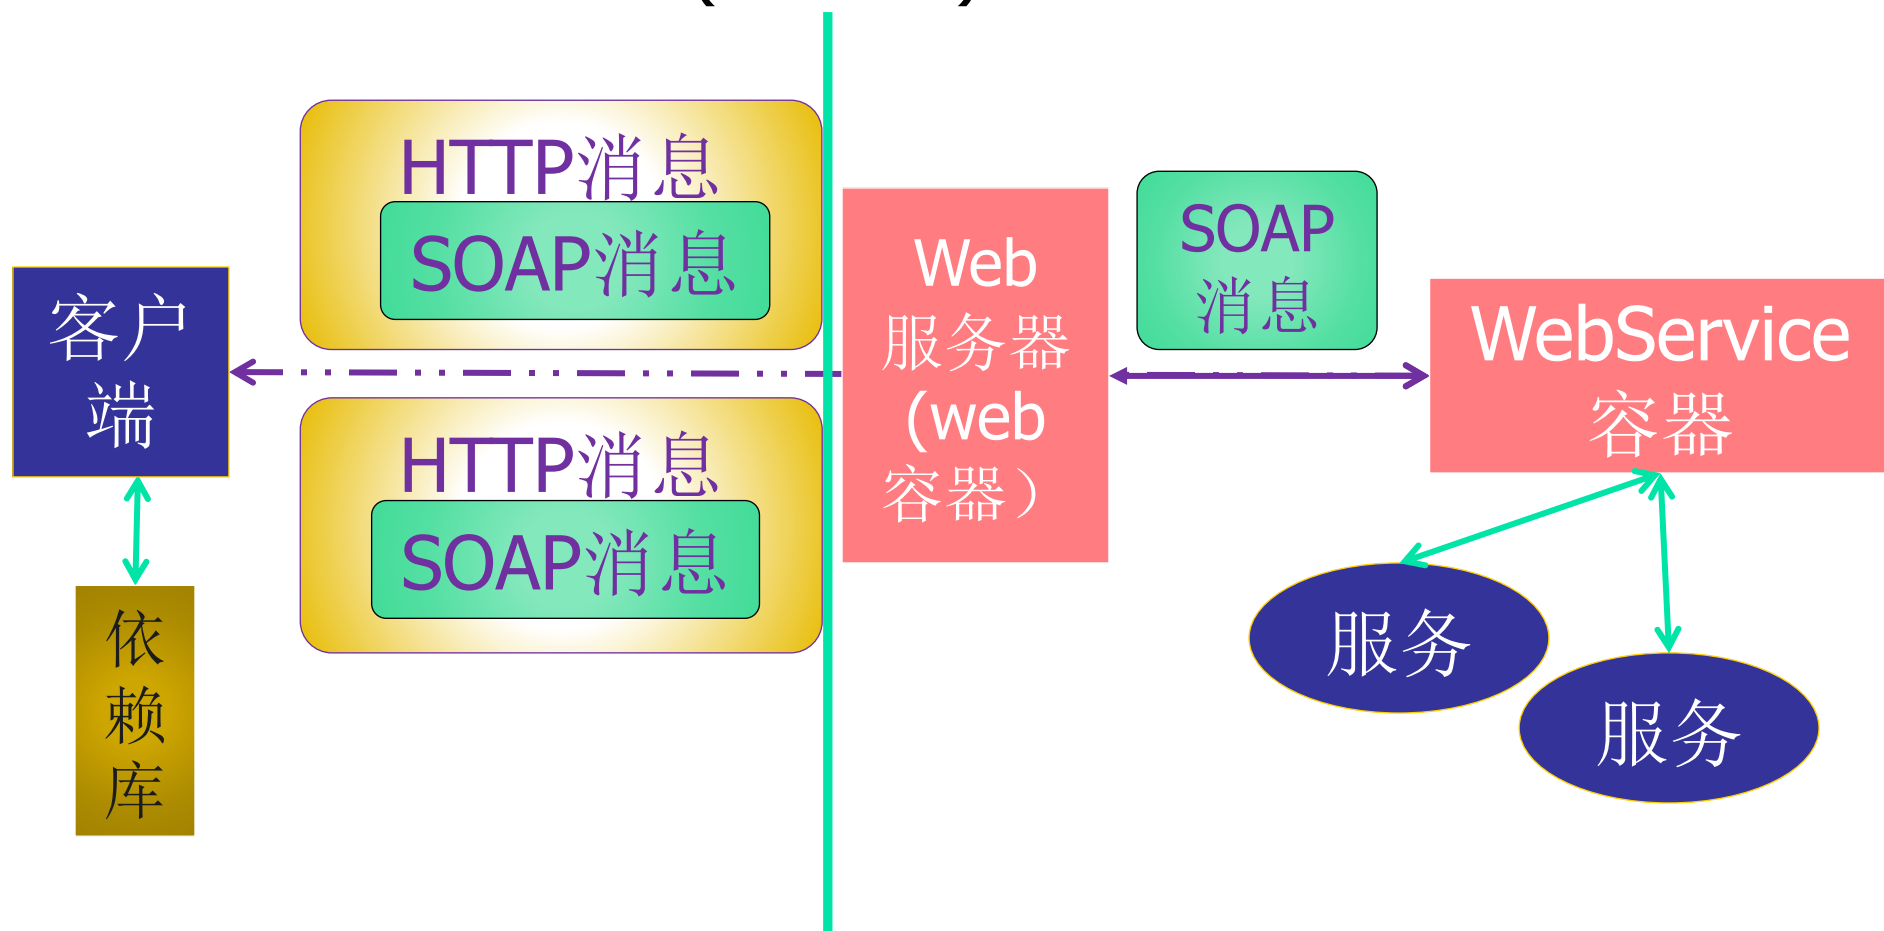 HTTP消息
SOAP消息
客户
端
HTTP消息
SOAP消息
依
赖
库
Web
服务器
(web
容器）
SOAP
消息
WebService
容器
服务
服务